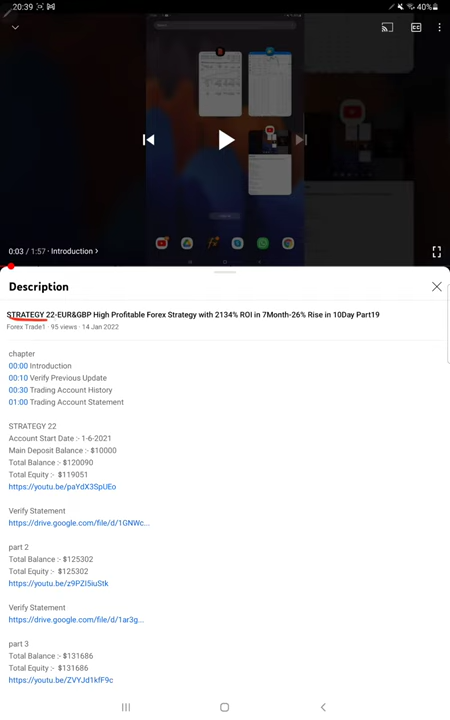 20:39
40%
CC
0:03 / 1:57 · Introduction >
Description
STRATEGY 22-EUR&GBP High Profitable Forex Strategy with 2134% ROI in 7Month-26% Rise in 10Day Part19
Forex Trade1 · 95 views · 14 Jan 2022
chapter
00:00 Introduction
00:10 Verify Previous Update
00:30 Trading Account History
01:00 Trading Account Statement
STRATEGY 22
Account Start Date :- 1-6-2021
Main Deposit Balance :- $10000
Total Balance :- $120090
Total Equity :- $119051
https://youtu.be/paYdX3SpUEo
Verify Statement
https://drive.google.com/file/d/1GNWc...
part 2
Total Balance :- $125302
Total Equity :- $125302
https://youtu.be/z9PZI5iuStk
Verify Statement
https://drive.google.com/file/d/1ar3g...
part 3
Total Balance :- $131686
Total Equity :- $131686
https://youtu.be/ZVYJd1kfF9c